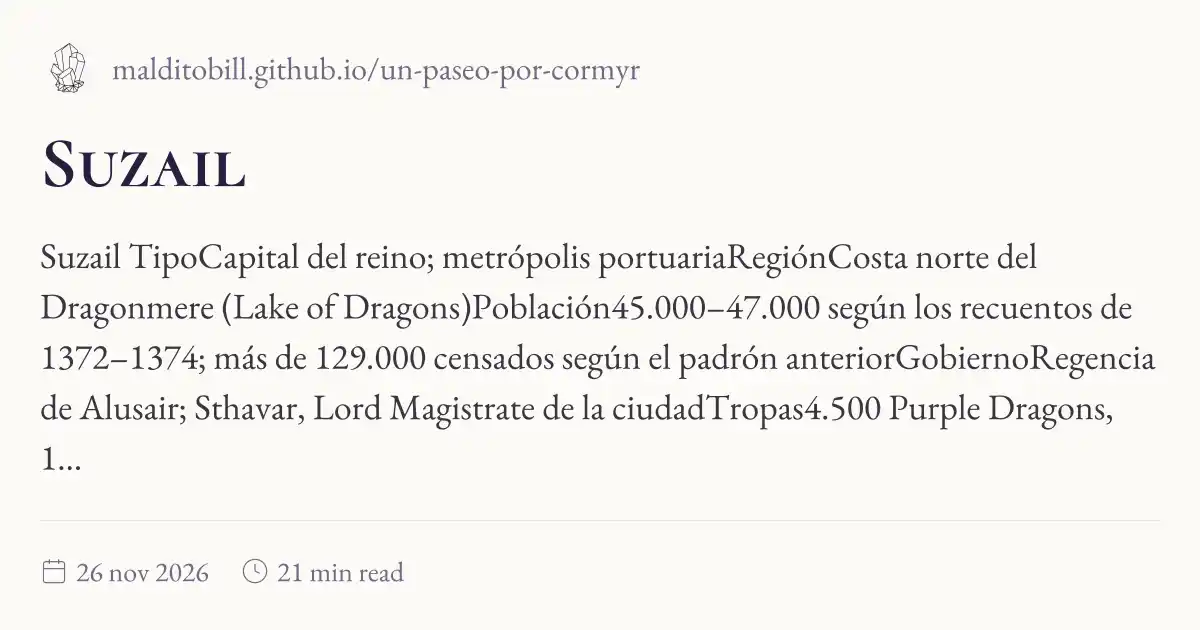 malditobill.github.io/un-paseo-por-cormyr
Suzail
Suzail TipoCapital del reino; metrópolis portuariaRegiónCosta norte del
Dragonmere (Lake of Dragons)Población45.000–47.000 según los recuentos de
1372–1374; más de 129.000 censados según el padrón anteriorGobiernoRegencia
de Alusair; Sthavar, Lord Magistrate de la ciudadTropas4.500 Purple Dragons,
1...
26 nov 2026
21 min read